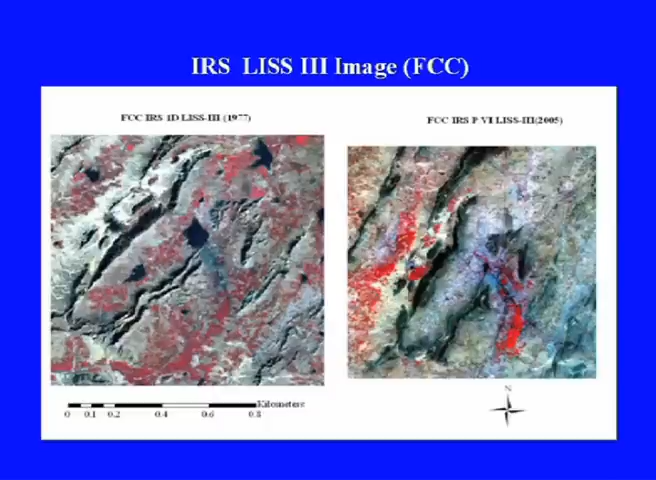 IRS LISS III Image (FCC)
FCC IRS 1D LISS-III (1977)
FCC IRS P VI LISS-III(2005)
Kilometers
0 0.1 0.2 0.4 0.6 0.8
N